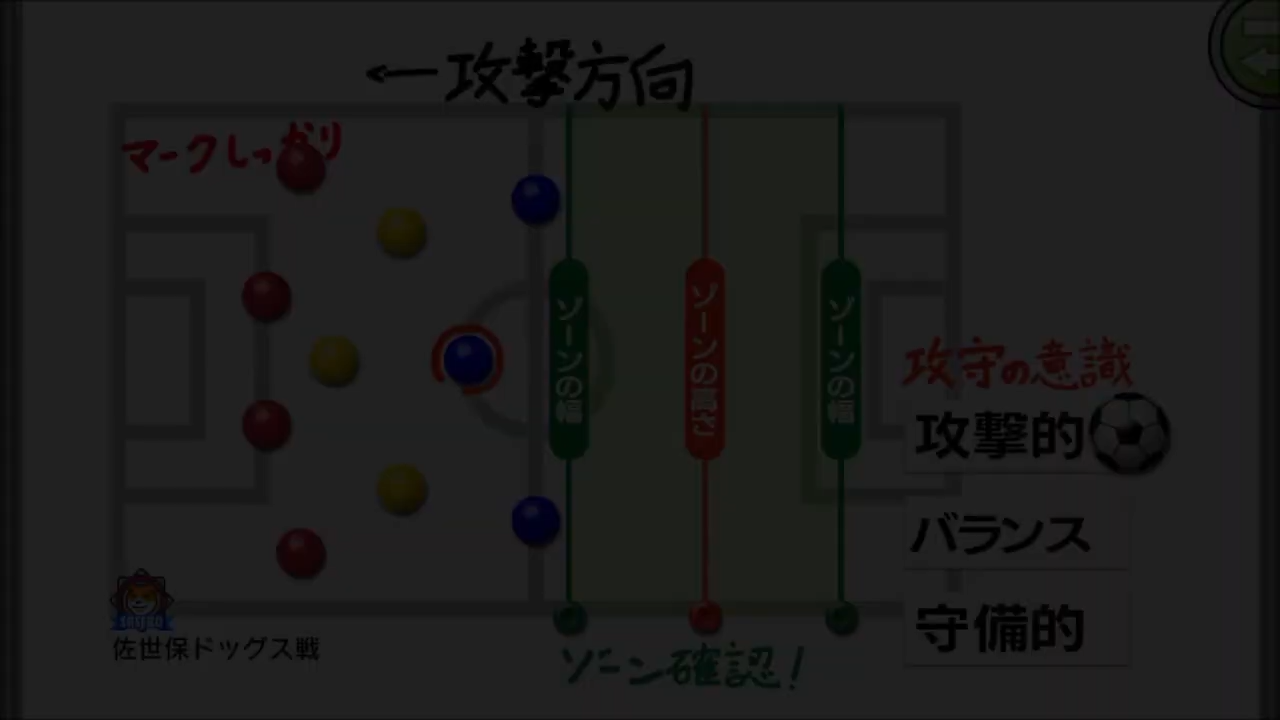 ←攻撃方向
マークしっかり
ゾーンの幅
ゾーンの高さ
ゾーンの幅
攻守の意識
攻撃的
バランス
守備的
SASEBO
佐世保ドッグス戦
ゾーン確認!